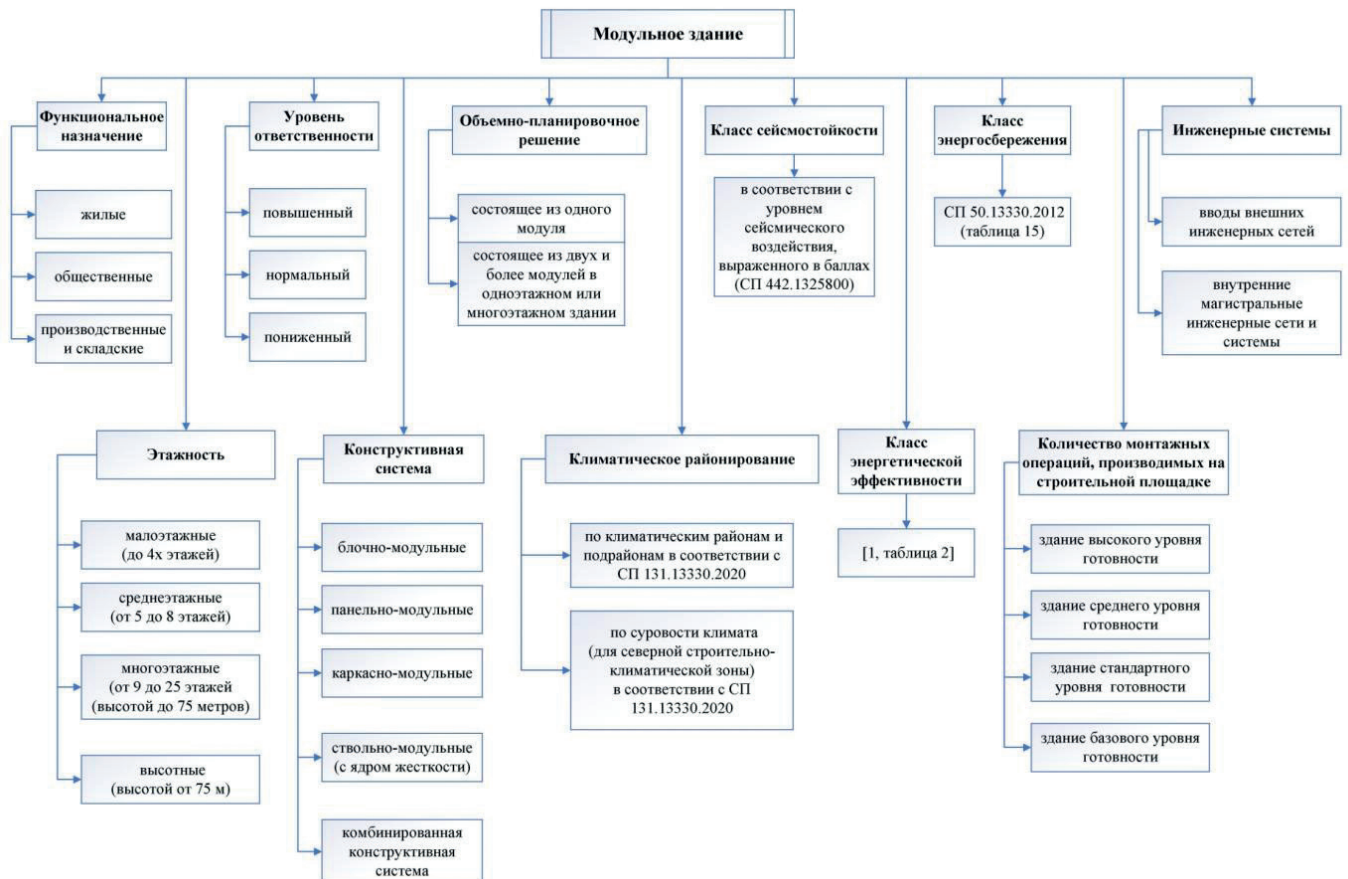 Модульное здание
Функциональное
назначение
жилые
общественные
производственные
и складские
Уровень
ответственности
повышенный
нормальный
пониженный
Объемно-планировочное
решение
состоящее из одного
модуля
состоящее из двух и
более модулей в
одноэтажном или
многоэтажном здании
Класс сейсмостойкости
в соответствии с
уровнем
сейсмического
воздействия,
выраженного в баллах
(СП 442.1325800)
Класс
энергосбережения
СП 50.13330.2012
(таблица 15)
Инженерные системы
вводы внешних
инженерных сетей
внутренние
магистральные
инженерные сети и
системы
Этажность
малоэтажные
(до 4х этажей)
среднеэтажные
(от 5 до 8 этажей)
многоэтажные
(от 9 до 25 этажей
(высотой до 75 метров)
высотные
(высотой от 75 м)
Конструктивная
система
блочно-модульные
панельно-модульные
каркасно-модульные
ствольно-модульные
(с ядром жесткости)
комбинированная
конструктивная
система
Климатическое районирование
по климатическим районам и
подрайонам в соответствии с
СП 131.13330.2020
по суровости климата
(для северной строительно-
климатической зоны)
в соответствии с СП
131.13330.2020
Класс
энергетической
эффективности
[1, таблица 2]
Количество монтажных
операций, производимых на
строительной площадке
здание высокого уровня
готовности
здание среднего уровня
готовности
здание стандартного
уровня готовности
здание базового уровня
готовности